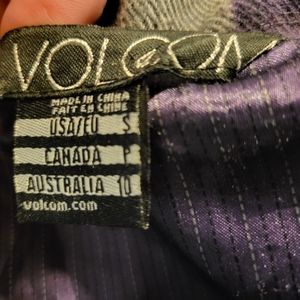 VOLCOM
MADE IN CHINA
FAIT EN CHINE
USA/EU S
CANADA P
AUSTRALIA 10
volcom.com